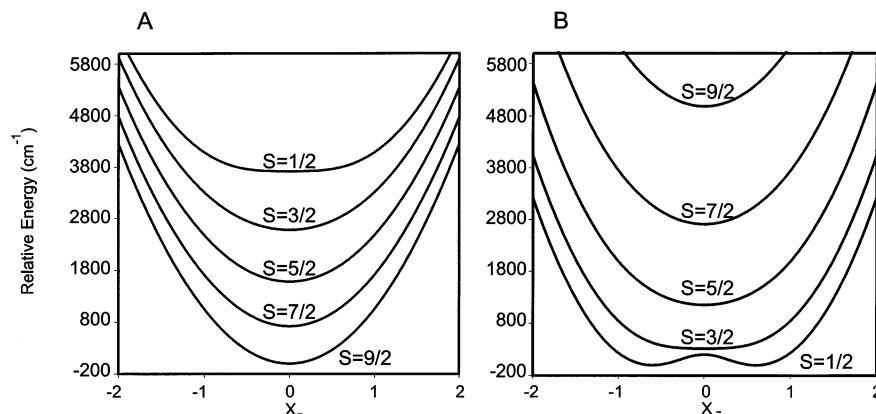 A
B
Relative Energy (cm⁻¹)
5800
4800
3800
2800
1800
800
-200
S=1/2
S=3/2
S=5/2
S=7/2
S=9/2
-2
-1
0
1
2
5800
4800
3800
2800
1800
800
-200
S=9/2
S=7/2
S=5/2
S=3/2
S=1/2
-2
-1
0
1
2